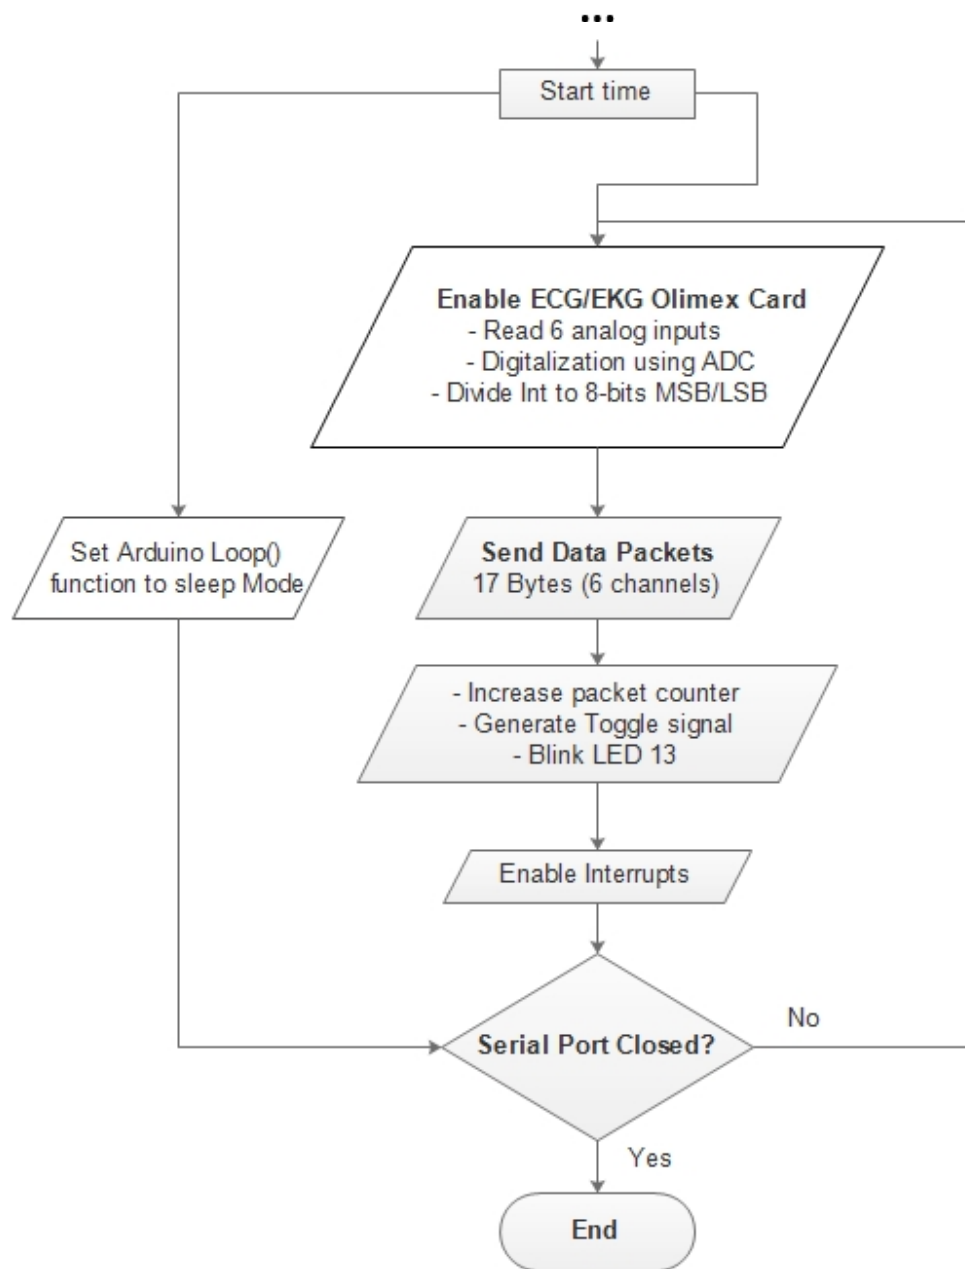 ...
Start time
Enable ECG/EKG Olimex Card
- Read 6 analog inputs
- Digitalization using ADC
- Divide Int to 8-bits MSB/LSB
Set Arduino Loop()
function to sleep Mode
Send Data Packets
17 Bytes (6 channels)
- Increase packet counter
- Generate Toggle signal
- Blink LED 13
Enable Interrupts
Serial Port Closed?
No
Yes
End